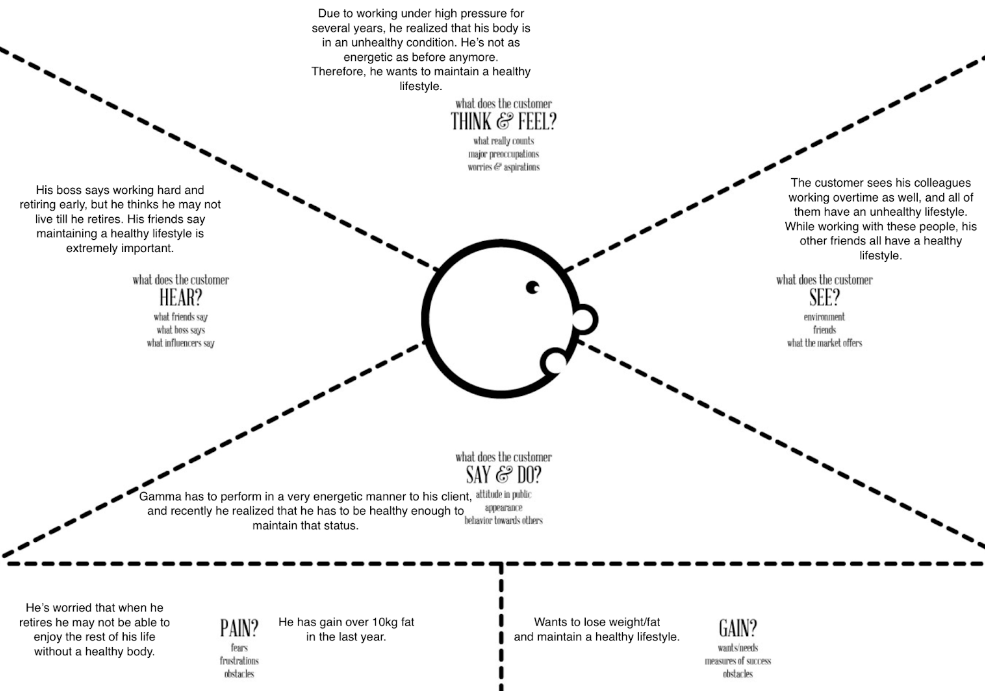 Due to working under high pressure for
several years, he realized that his body is
in an unhealthy condition. He's not as
energetic as before anymore.
Therefore, he wants to maintain a healthy
lifestyle.
what does the customer
THINK & FEEL?
what really counts
major preoccupations
worries & aspirations
His boss says working hard and
retiring early, but he thinks he may not
live till he retires. His friends say
maintaining a healthy lifestyle is
extremely important.
what does the customer
HEAR?
what friends say
what boss says
what influencers say
The customer sees his colleagues
working overtime as well, and all of
them have an unhealthy lifestyle.
While working with these people, his
other friends all have a healthy
lifestyle.
what does the customer
SEE?
environment
friends
what the market offers
what does the customer
SAY & DO?
attitude in public
appearance
behavior towards others
Gamma has to perform in a very energetic manner to his client,
and recently he realized that he has to be healthy enough to
maintain that status.
He's worried that when he
retires he may not be able to
enjoy the rest of his life
without a healthy body.
PAIN?
fears
frustrations
obstacles
He has gain over 10kg fat
in the last year.
Wants to lose weight/fat
and maintain a healthy lifestyle.
GAIN?
wants/needs
measures of success
obstacles